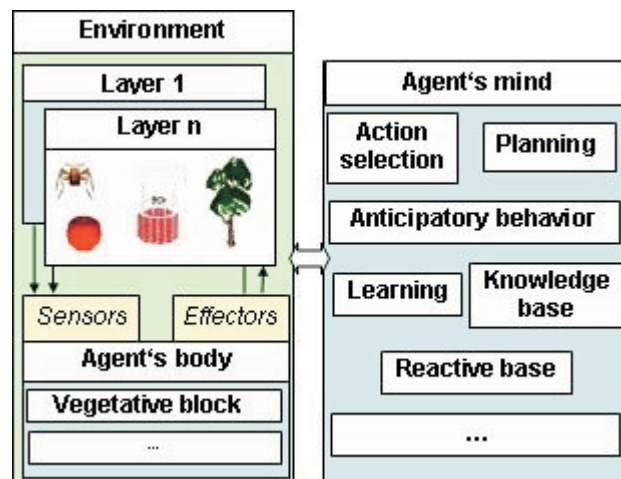 Environment
Layer 1
Layer n
Sensors
Effectors
Agent‘s body
Vegetative block
...
Agent‘s mind
Action
selection
Planning
Anticipatory behavior
Learning
Knowledge
base
Reactive base
...